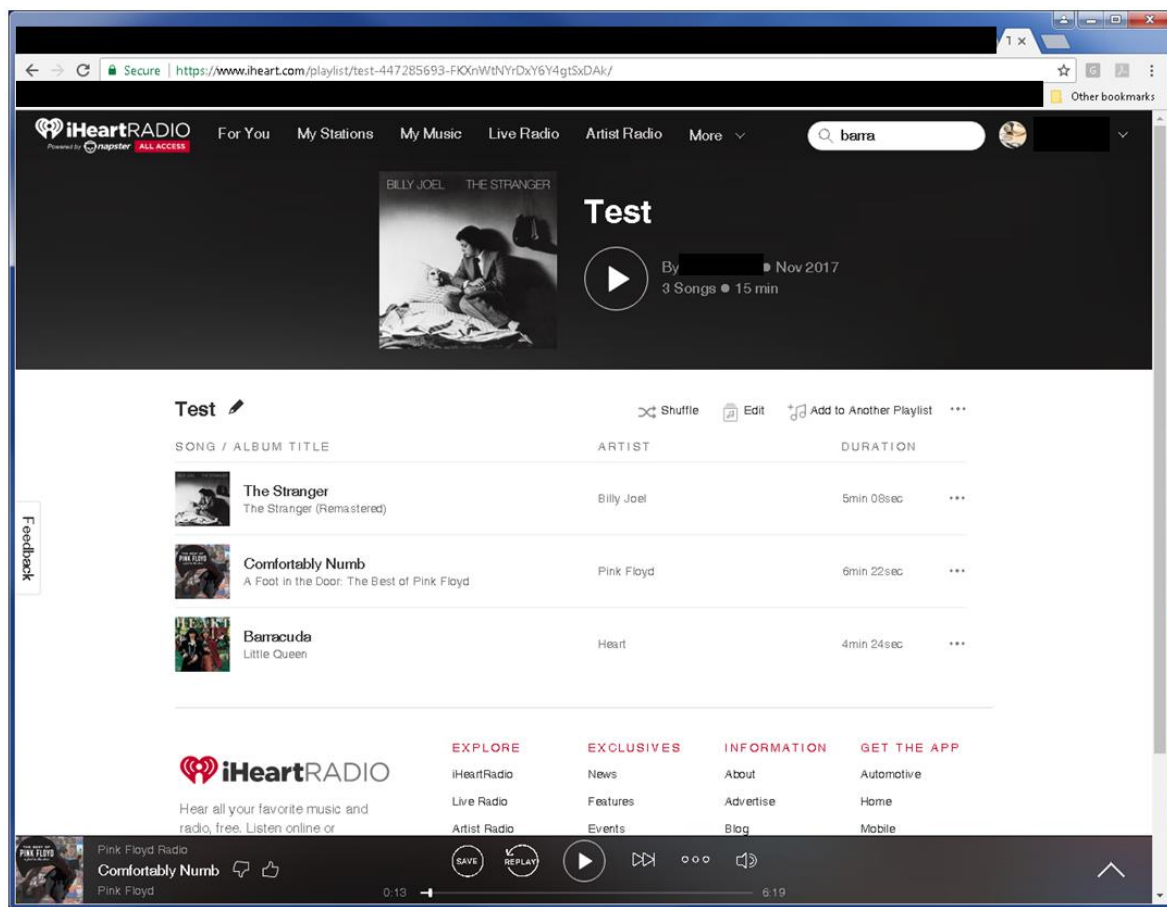 1 ×
Secure | https://www.iheart.com/playlist/test-447285693-FKXnWtNYrDxY6Y4gtSxDAk/
Other bookmarks
iHeartRADIO For You My Stations My Music Live Radio Artist Radio More barra
Powered by napster ALL ACCESS
BILLY JOEL THE STRANGER
Test
By ● Nov 2017
3 Songs ● 15 min
Test
Shuffle Edit Add to Another Playlist ...
SONG / ALBUM TITLE ARTIST DURATION
The Stranger
The Stranger (Remastered)
Billy Joel 5min 08sec ...
Comfortably Numb
A Foot in the Door: The Best of Pink Floyd
Pink Floyd 6min 22sec ...
Barracuda
Little Queen
Heart 4min 24sec ...
Feedback
iHeartRADIO
Hear all your favorite music and
radio, free. Listen online or
EXPLORE
iHeartRadio
Live Radio
Artist Radio
EXCLUSIVES
News
Features
Events
INFORMATION
About
Advertise
Blog
GET THE APP
Automotive
Home
Mobile
PINK FLOYD
Pink Floyd Radio
Comfortably Numb
Pink Floyd
SAVE REPLAY
0:13 6:19